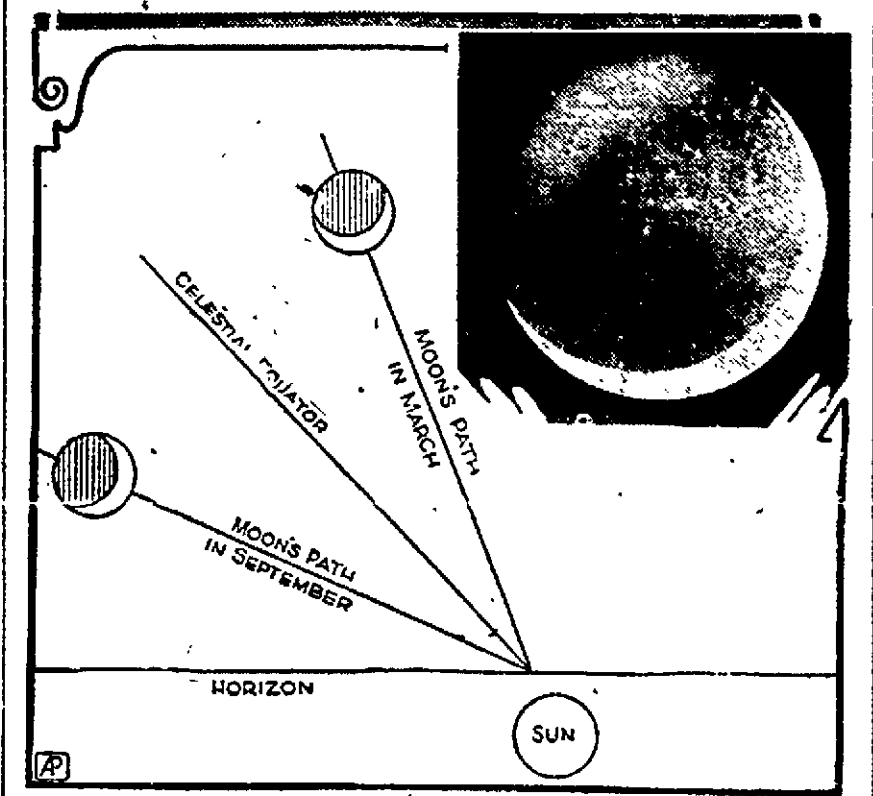 CELESTIAL EQUATOR
MOON'S PATH
IN MARCH
MOON'S PATH
IN SEPTEMBER
HORIZON
SUN
AP